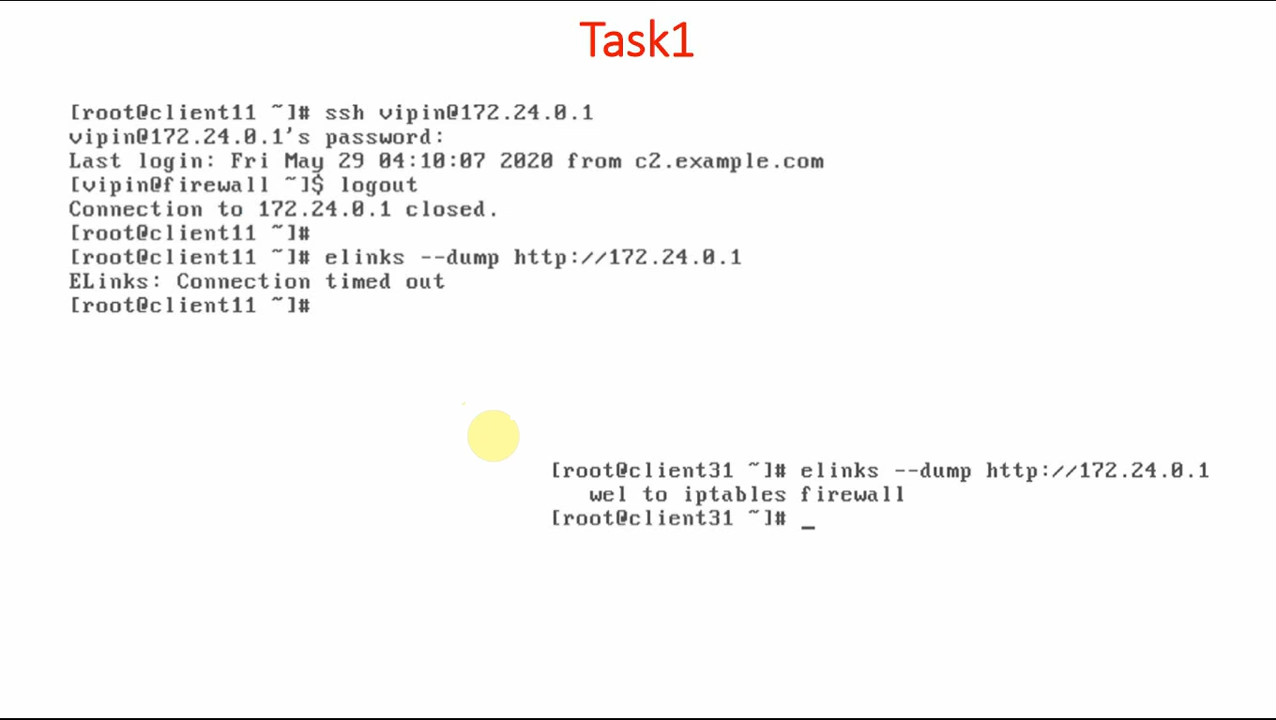 Task1
[root@client11 ~]# ssh vipin@172.24.0.1
vipin@172.24.0.1's password:
Last login: Fri May 29 04:10:07 2020 from c2.example.com
[vipin@firewall ~]$ logout
Connection to 172.24.0.1 closed.
[root@client11 ~]#
[root@client11 ~]# elinks --dump http://172.24.0.1
ELinks: Connection timed out
[root@client11 ~]#
[root@client31 ~]# elinks --dump http://172.24.0.1
wel to iptables firewall
[root@client31 ~]# _